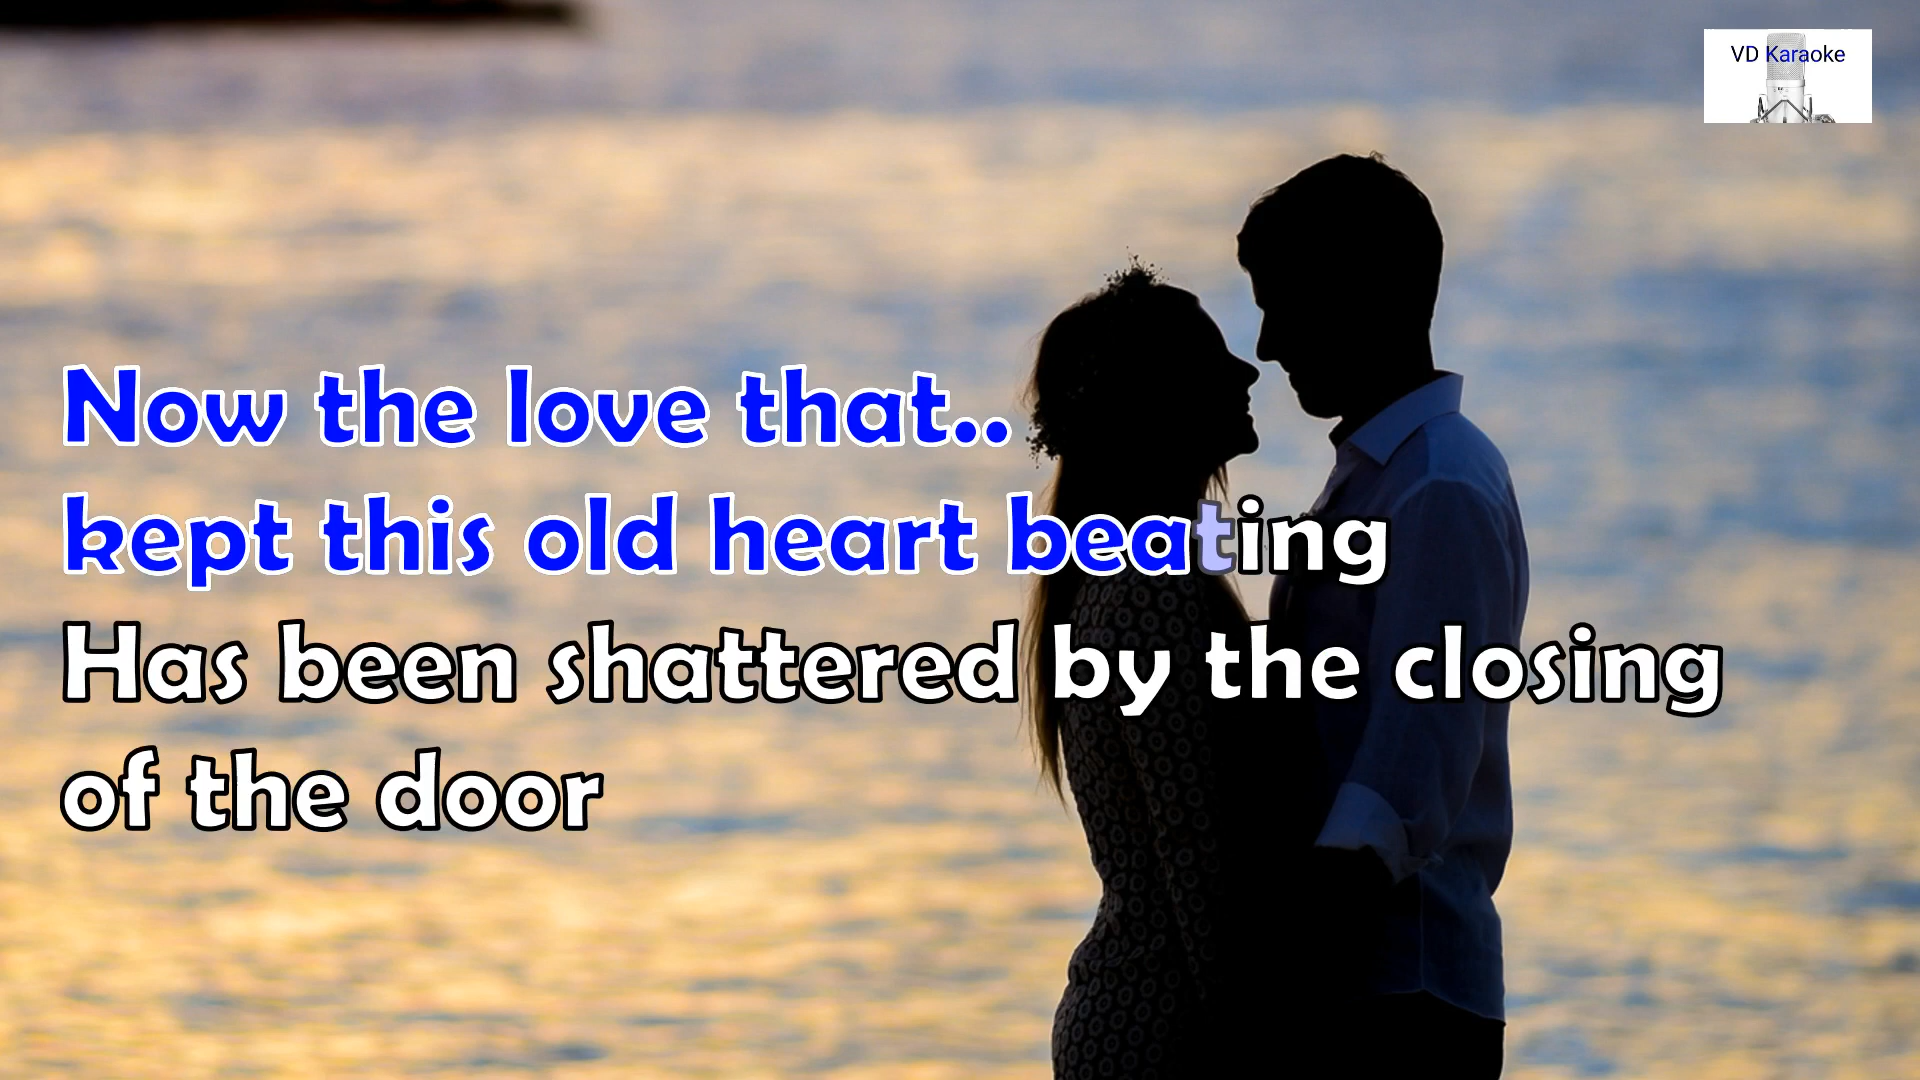 VD Karaoke
Now the love that..
kept this old heart beating
Has been shattered by the closing
of the door